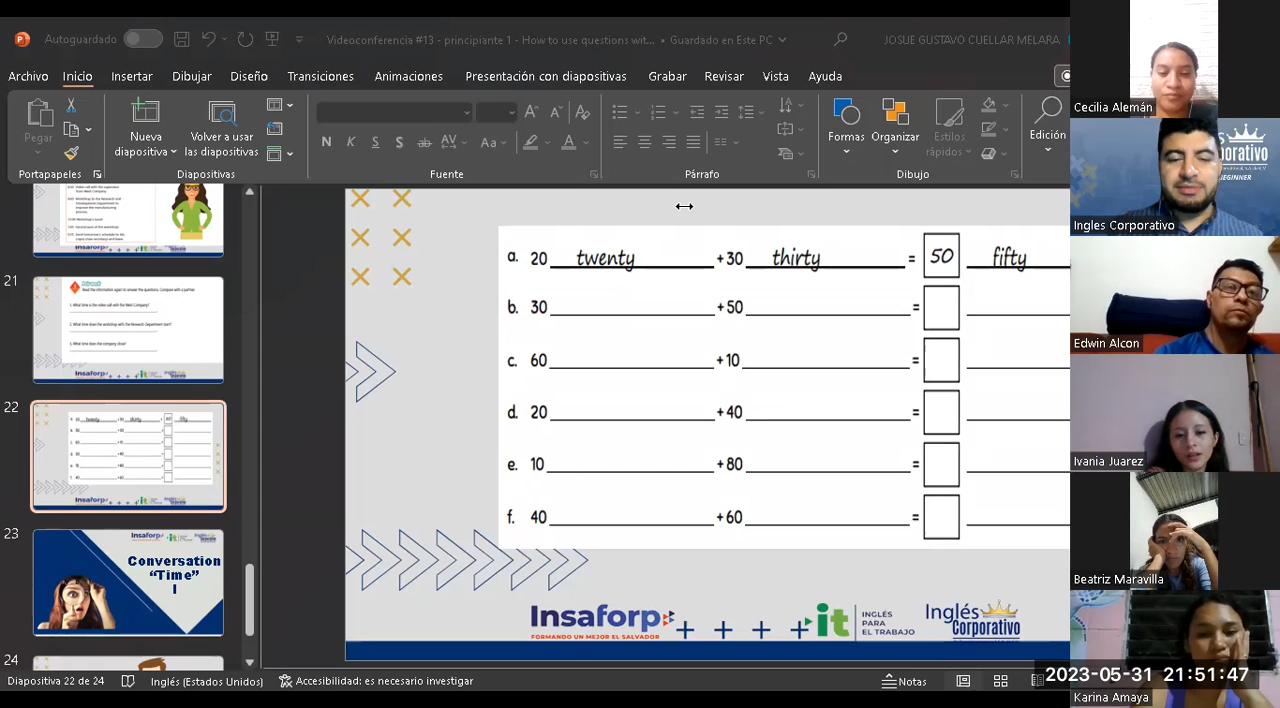 Autoguardado
Videoconferencia #13 - principiante 1 - How to use questions wit... • Guardado en Este PC
JOSUE GUSTAVO CUELLAR MELARA
Archivo Inicio Insertar Dibujar Diseño Transiciones Animaciones Presentación con diapositivas Grabar Revisar Vista Ayuda
Pegar
Nueva diapositiva
Volver a usar las diapositivas
N K S S ab AV Aa A
Formas Organizar Estilos rápidos Edición
Portapapeles Diapositivas Fuente Párrafo Dibujo
21
22
23
Insaforp
Conversation
“Time”
I
24
a. 20 twenty +30 thirty = 50 fifty
b. 30 +50 =
c. 60 +10 =
d. 20 +40 =
e. 10 +80 =
f. 40 +60 =
Insaforp
FORMANDO UN MEJOR EL SALVADOR
it INGLÉS PARA EL TRABAJO
Inglés Corporativo
Diapositiva 22 de 24 Inglés (Estados Unidos) Accesibilidad: es necesario investigar Notas
Cecilia Alemán
Ingles Corporativo
Edwin Alcon
Ivania Juarez
Beatriz Maravilla
Karina Amaya
2023-05-31 21:51:47